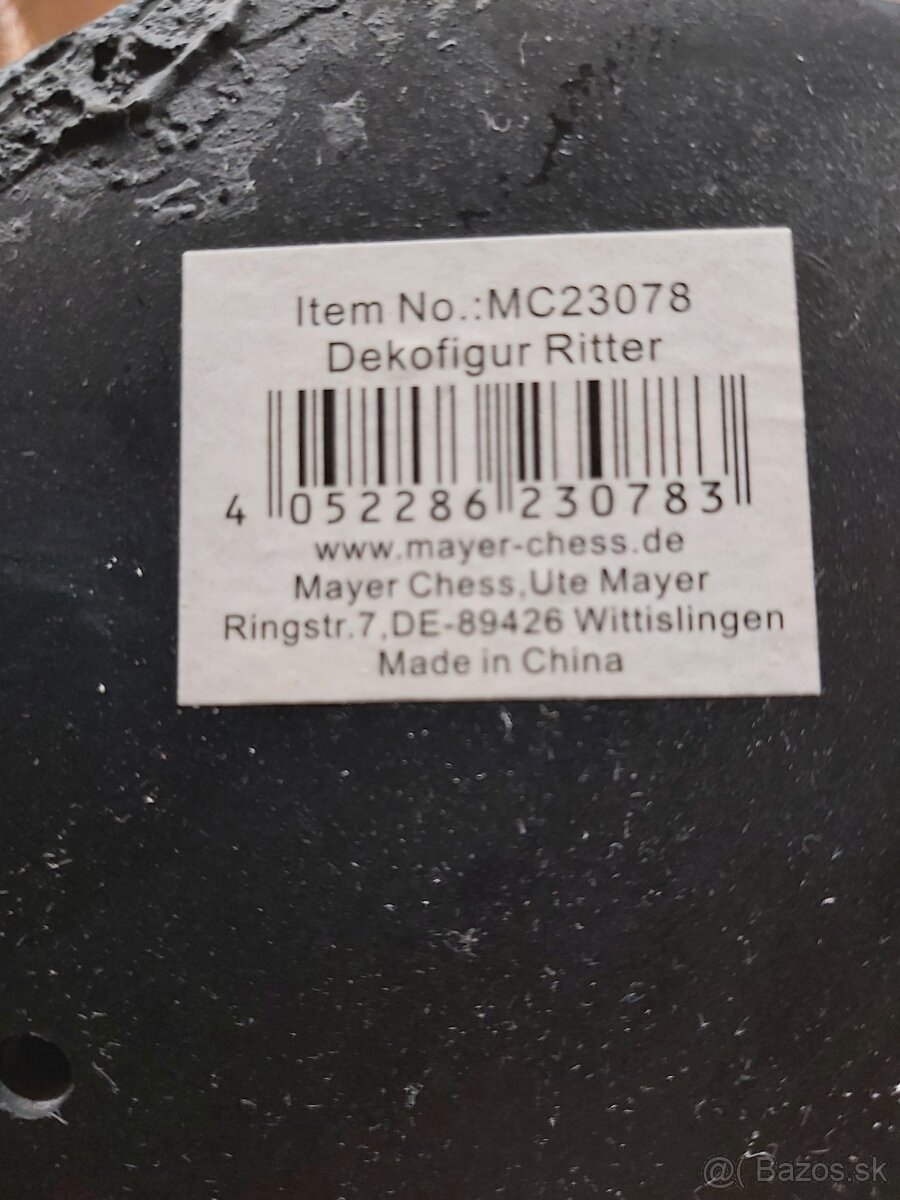 Item No.:MC23078
Dekofigur Ritter
4 052286 230783
www.mayer-chess.de
Mayer Chess,Ute Mayer
Ringstr.7,DE-89426 Wittislingen
Made in China
@( Bazos.sk